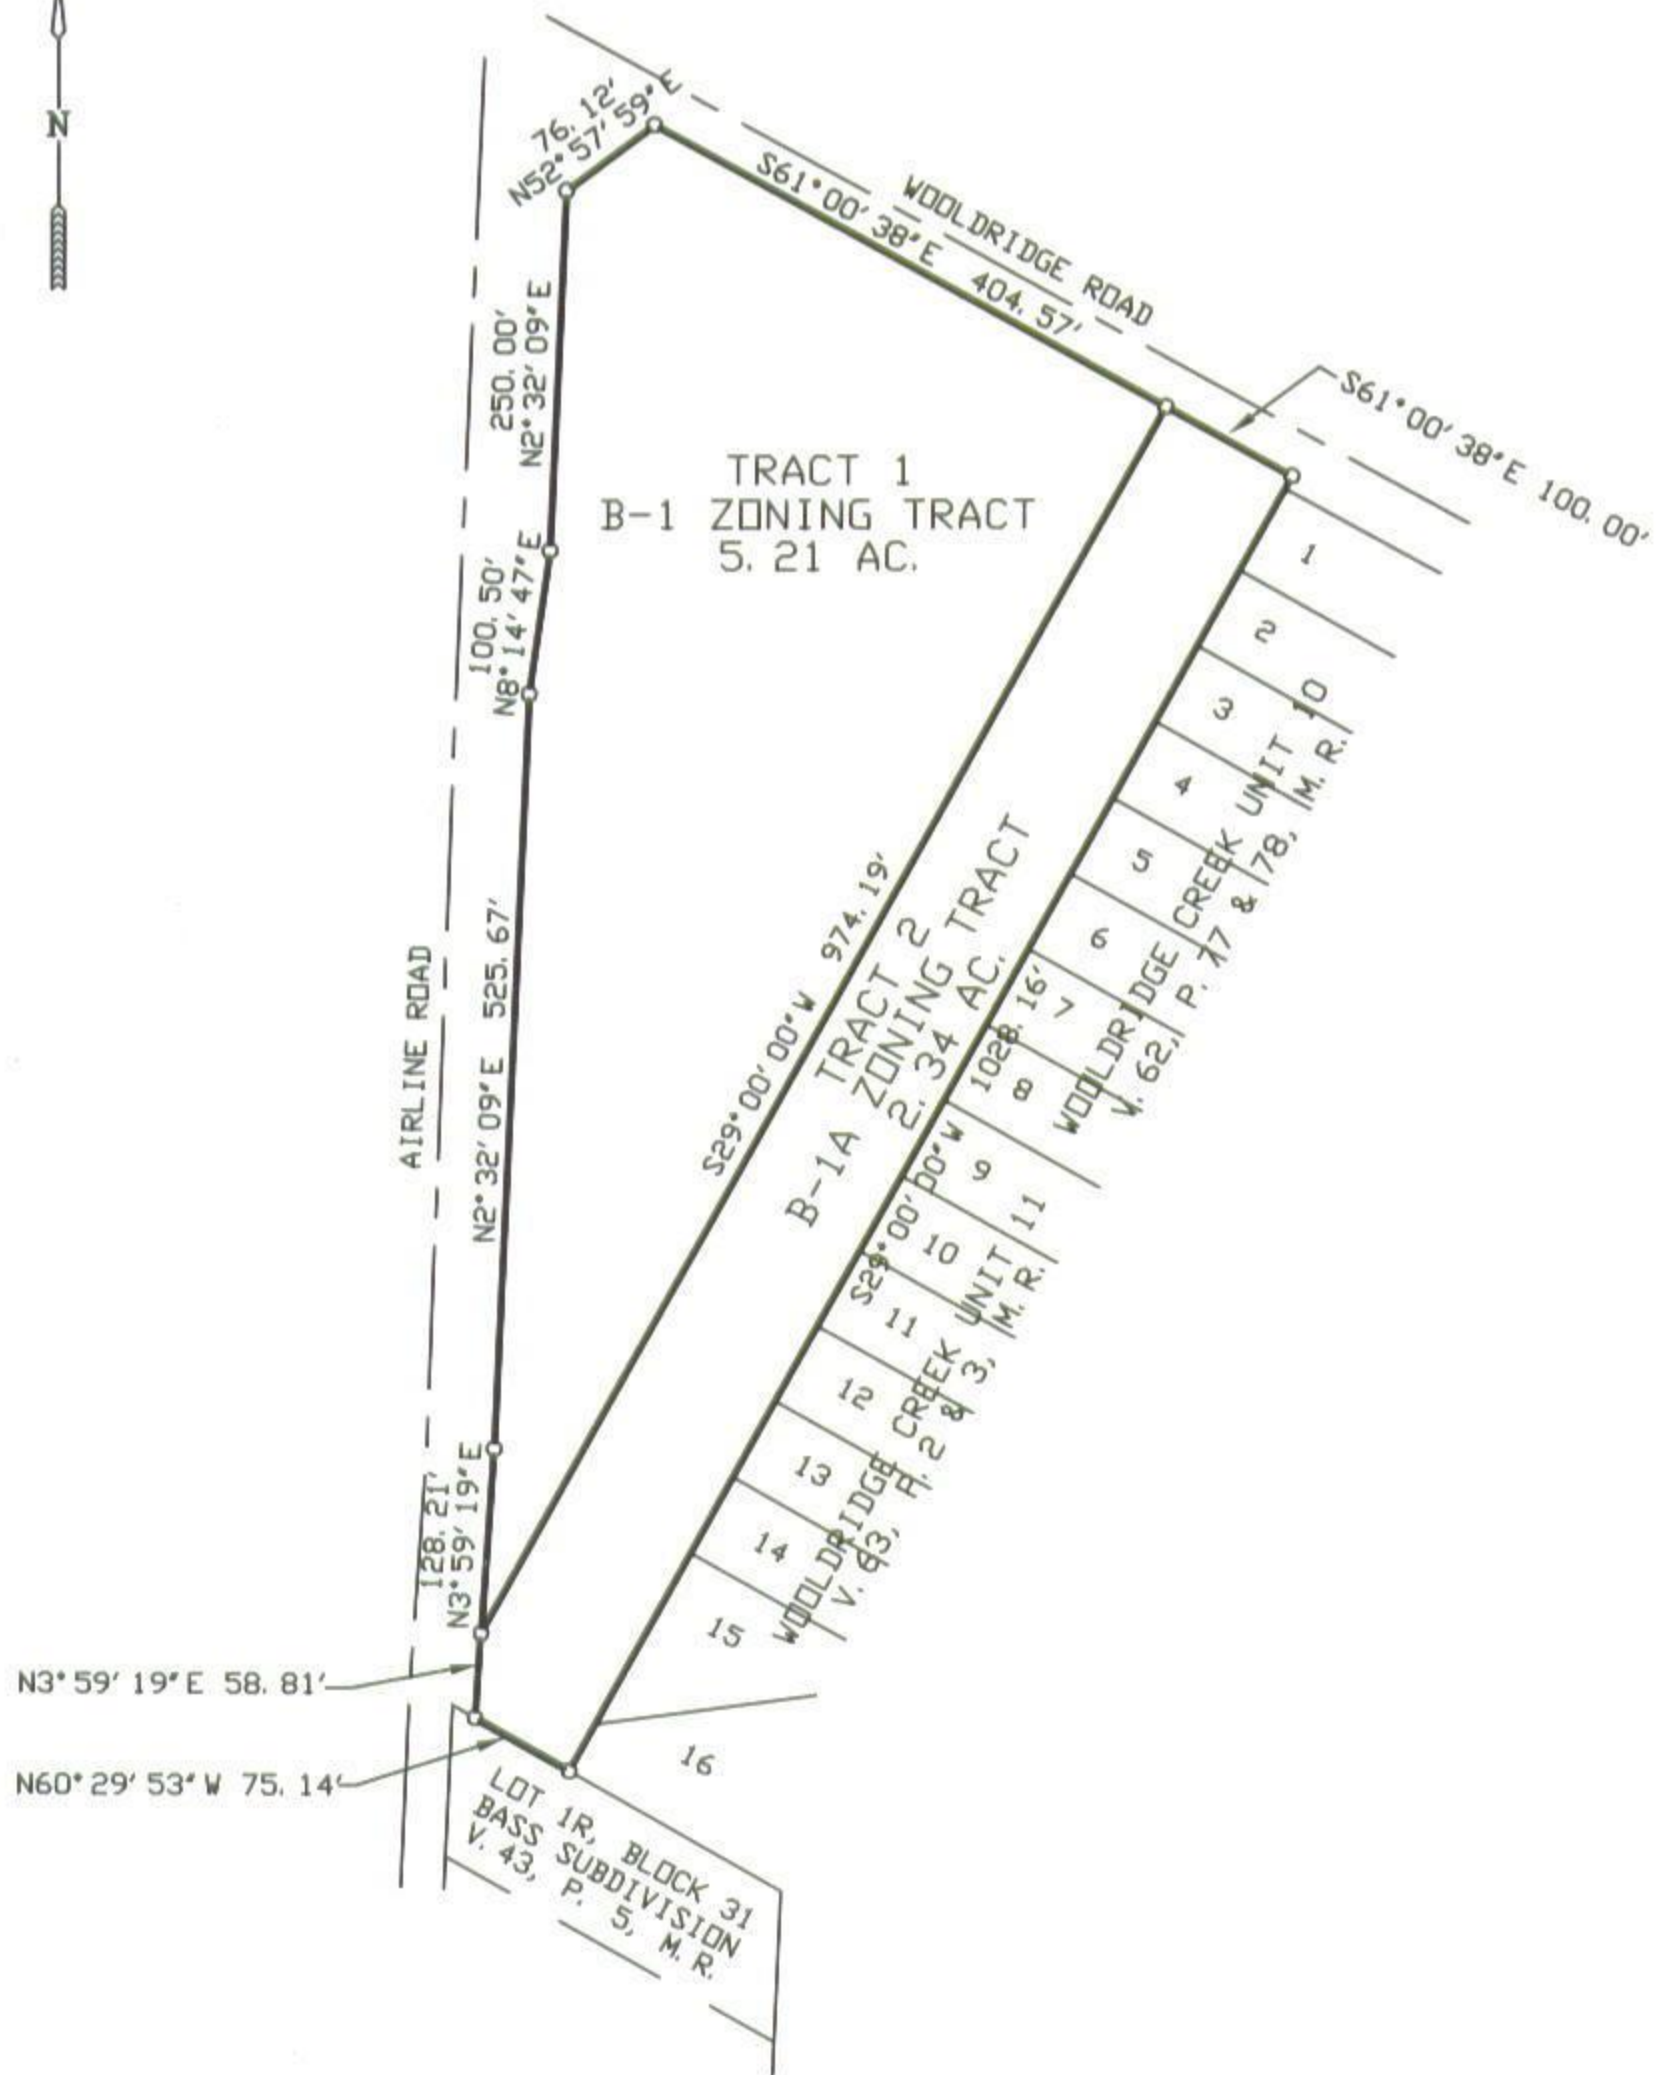 N
76.12'
N52°57'59"E
S61°00'38"E 404.57'
WOOLDRIDGE ROAD
S61°00'38"E 100.00'
250.00'
N2°32'09"E
TRACT 1
B-1 ZONING TRACT
5.21 AC.
100.50'
N8°14'47"E
1
2
3
4
5
6
7
8
9
10
11
12
13
14
15
16
WOOLDRIDGE CREEK UNIT 10
V. 62, P. 77 & 78, M.R.
AIRLINE ROAD
N2°32'09"E 525.67'
S29°00'00"W 974.19'
TRACT 2
B-1A ZONING TRACT
2.34 AC.
S29°00'00"W 1028.16'
WOOLDRIDGE CREEK UNIT 11
V. 63, P. 2 & 3, M.R.
128.21'
N3°59'19"E
N3°59'19"E 58.81'
N60°29'53"W 75.14'
LOT 1R, BLOCK 31
BASS SUBDIVISION
V. 43, P. 5, M.R.